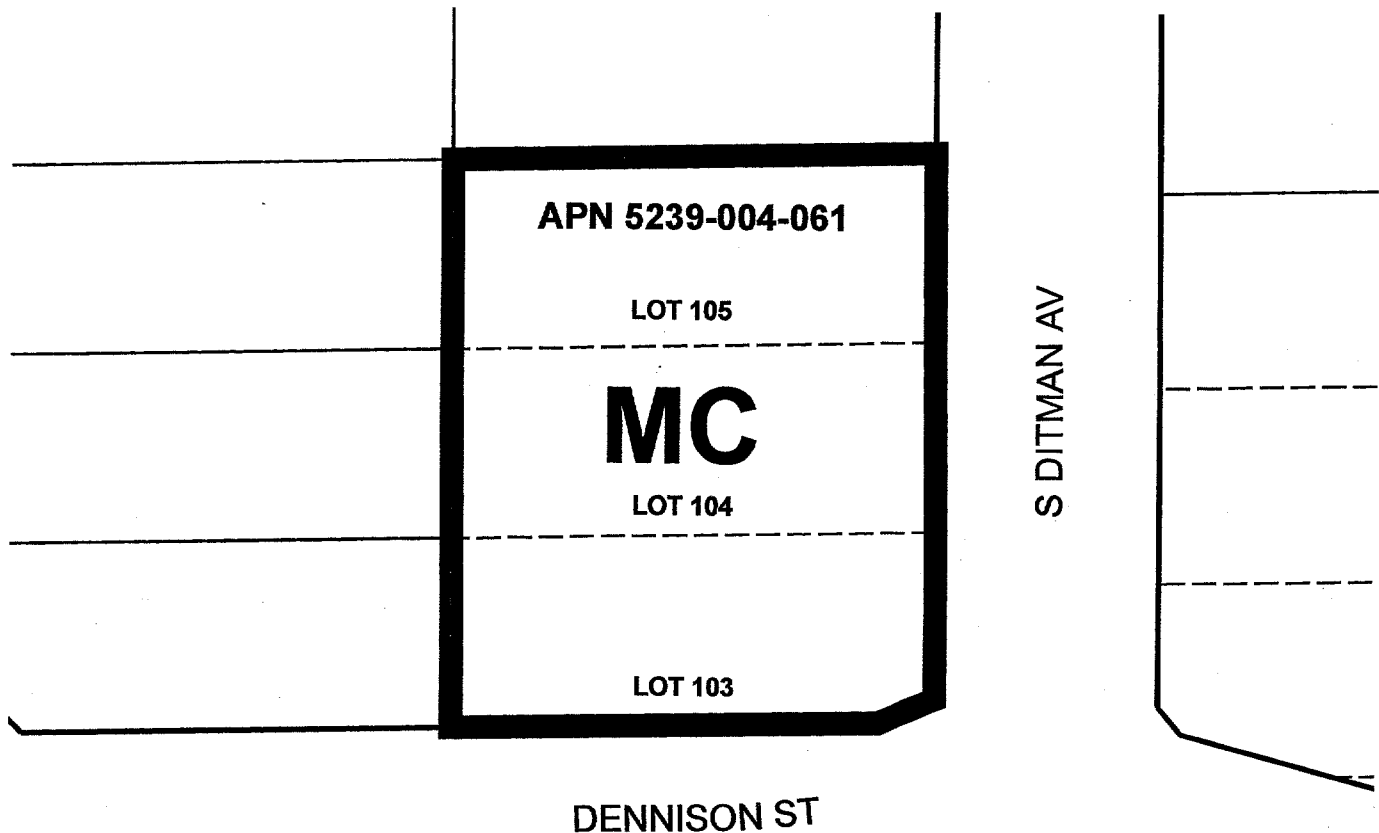 APN 5239-004-061
LOT 105
MC
LOT 104
LOT 103
S DITMAN AV
DENNISON ST